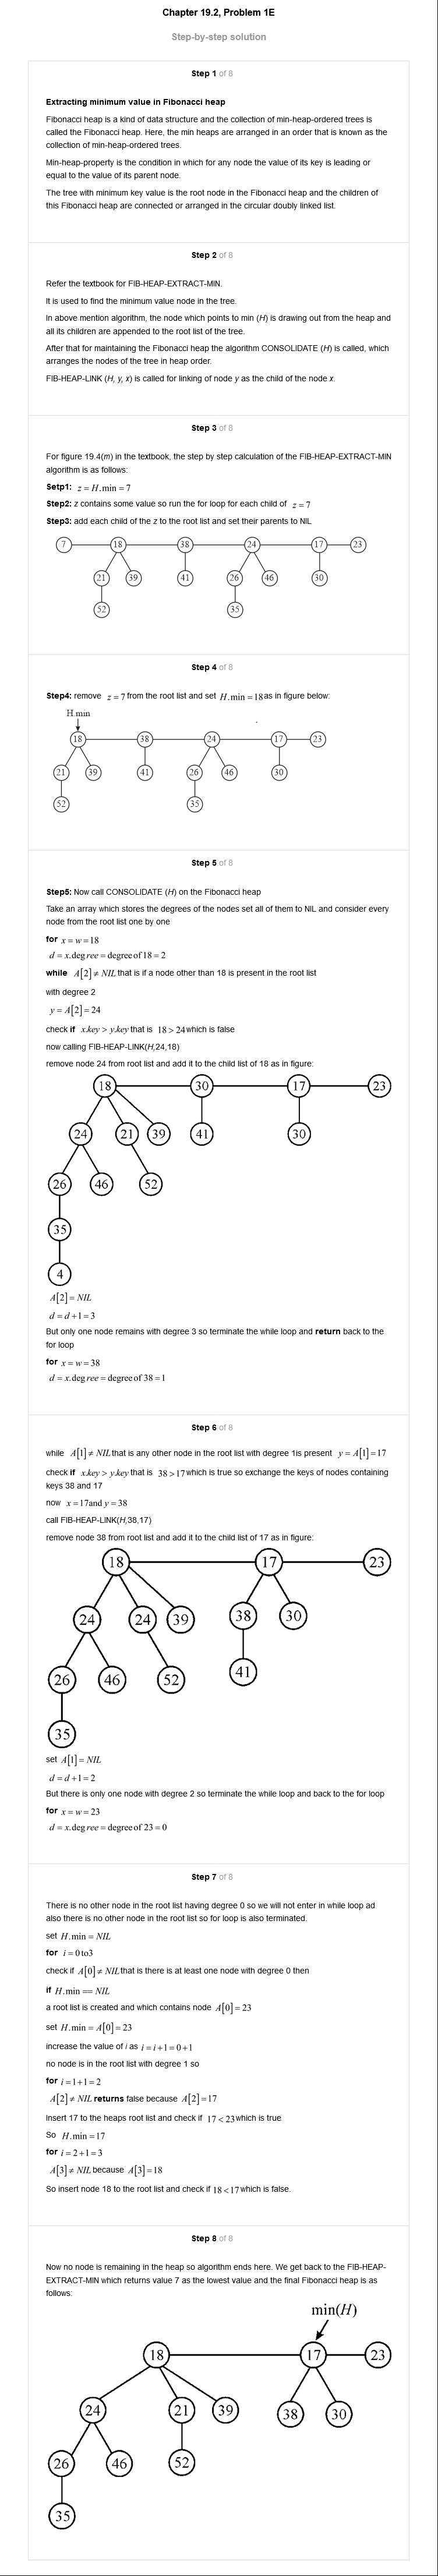 Chapter 19.2, Problem 1E
Step-by-step solution
Step 1 of 8
Extracting minimum value in Fibonacci heap
Fibonacci heap is a kind of data structure and the collection of min-heap-ordered trees is
called the Fibonacci heap. Here, the min heaps are arranged in an order that is known as the
collection of min-heap-ordered trees.
Min-heap-property is the condition in which for any node the value of its key is leading or
equal to the value of its parent node.
The tree with minimum key value is the root node in the Fibonacci heap and the children of
this Fibonacci heap are connected or arranged in the circular doubly linked list.
Step 2 of 8
Refer the textbook for FIB-HEAP-EXTRACT-MIN.
It is used to find the minimum value node in the tree.
In above mention algorithm, the node which points to min (H) is drawing out from the heap and
all its children are appended to the root list of the tree.
After that for maintaining the Fibonacci heap the algorithm CONSOLIDATE (H) is called, which
arranges the nodes of the tree in heap order.
FIB-HEAP-LINK (H, y, x) is called for linking of node y as the child of the node x.
Step 3 of 8
For figure 19.4(m) in the textbook, the step by step calculation of the FIB-HEAP-EXTRACT-MIN
algorithm is as follows:
Setp1: z = H.min = 7
Step2: z contains some value so run the for loop for each child of z = 7
Step3: add each child of the z to the root list and set their parents to NIL
7 18 38 24 17 23
21 39 41 26 46 30
52 35
Step 4 of 8
Step4: remove z = 7 from the root list and set H.min = 18 as in figure below:
H.min
18 38 24 17 23
21 39 41 26 46 30
52 35
Step 5 of 8
Step5: Now call CONSOLIDATE (H) on the Fibonacci heap
Take an array which stores the degrees of the nodes set all of them to NIL and consider every
node from the root list one by one
for x = w = 18
d = x.deg ree = degree of 18 = 2
while A[2] ≠ NIL that is if a node other than 18 is present in the root list
with degree 2
y = A[2] = 24
check if x.key > y.key that is 18 > 24 which is false
now calling FIB-HEAP-LINK(H,24,18)
remove node 24 from root list and add it to the child list of 18 as in figure:
18 30 17 23
24 21 39 41 30
26 46 52
35
4
A[2] = NIL
d = d + 1 = 3
But only one node remains with degree 3 so terminate the while loop and return back to the
for loop
for x = w = 38
d = x.deg ree = degree of 38 = 1
Step 6 of 8
while A[1] ≠ NIL that is any other node in the root list with degree 1is present y = A[1] = 17
check if x.key > y.key that is 38 > 17 which is true so exchange the keys of nodes containing
keys 38 and 17
now x = 17 and y = 38
call FIB-HEAP-LINK(H,38,17)
remove node 38 from root list and add it to the child list of 17 as in figure:
18 17 23
24 24 39 38 30
26 46 52 41
35
set A[1] = NIL
d = d + 1 = 2
But there is only one node with degree 2 so terminate the while loop and back to the for loop
for x = w = 23
d = x.deg ree = degree of 23 = 0
Step 7 of 8
There is no other node in the root list having degree 0 so we will not enter in while loop ad
also there is no other node in the root list so for loop is also terminated.
set H.min = NIL
for i = 0 to3
check if A[0] ≠ NIL that is there is at least one node with degree 0 then
if H.min == NIL
a root list is created and which contains node A[0] = 23
set H.min = A[0] = 23
increase the value of i as i = i + 1 = 0 + 1
no node is in the root list with degree 1 so
for i = 1 + 1 = 2
A[2] ≠ NIL returns false because A[2] = 17
Insert 17 to the heaps root list and check if 17 < 23 which is true
So H.min = 17
for i = 2 + 1 = 3
A[3] ≠ NIL because A[3] = 18
So insert node 18 to the root list and check if 18 < 17 which is false.
Step 8 of 8
Now no node is remaining in the heap so algorithm ends here. We get back to the FIB-HEAP-
EXTRACT-MIN which returns value 7 as the lowest value and the final Fibonacci heap is as
follows:
min(H)
18 17 23
24 21 39 38 30
26 46 52
35